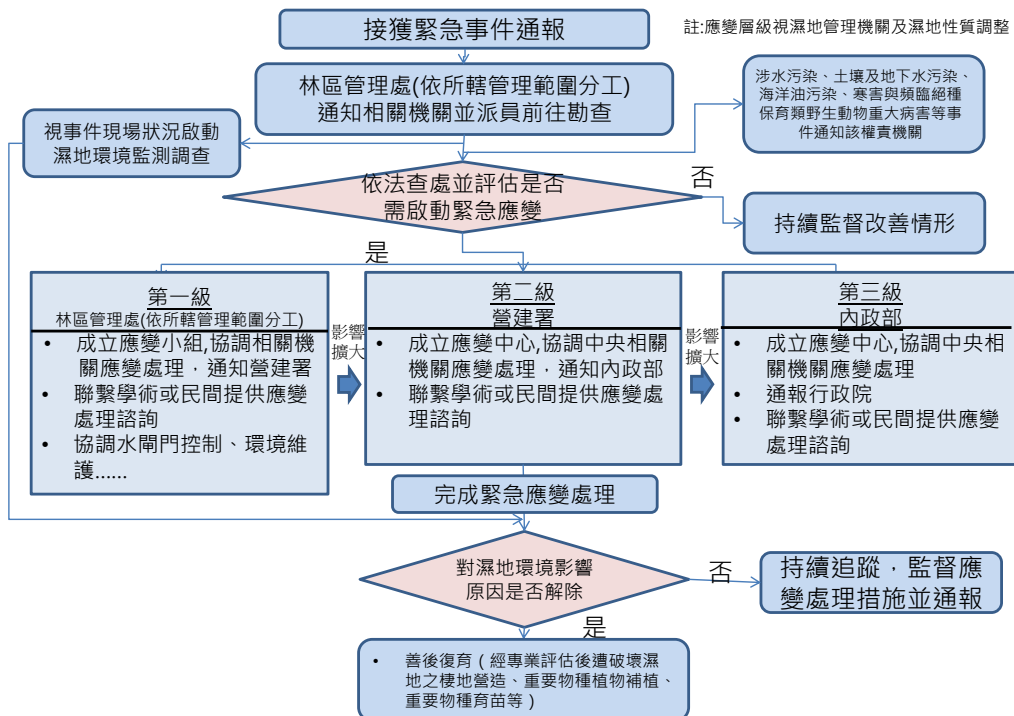 接獲緊急事件通報
註:應變層級視濕地管理機關及濕地性質調整
林區管理處(依所轄管理範圍分工)
通知相關機關並派員前往勘查
涉水污染、土壤及地下水污染、
海洋油污染、寒害與頻臨絕種
保育類野生動物重大病害等事
件通知該權責機關
視事件現場狀況啟動
濕地環境監測調查
依法查處並評估是否
需啟動緊急應變
否
持續監督改善情形
是
第一級
林區管理處(依所轄管理範圍分工)
• 成立應變小組,協調相關機
關應變處理，通知營建署
• 聯繫學術或民間提供應變
處理諮詢
• 協調水閘門控制、環境維
護......
影響
擴大
第二級
營建署
• 成立應變中心,協調中央相關
機關應變處理，通知內政部
• 聯繫學術或民間提供應變處
理諮詢
影響
擴大
第三級
內政部
• 成立應變中心,協調中央相
關機關應變處理
• 通報行政院
• 聯繫學術或民間提供應變
處理諮詢
完成緊急應變處理
對濕地環境影響
原因是否解除
否
持續追蹤，監督應
變處理措施並通報
是
• 善後復育（經專業評估後遭破壞濕
地之棲地營造、重要物種植物補植、
重要物種育苗等）